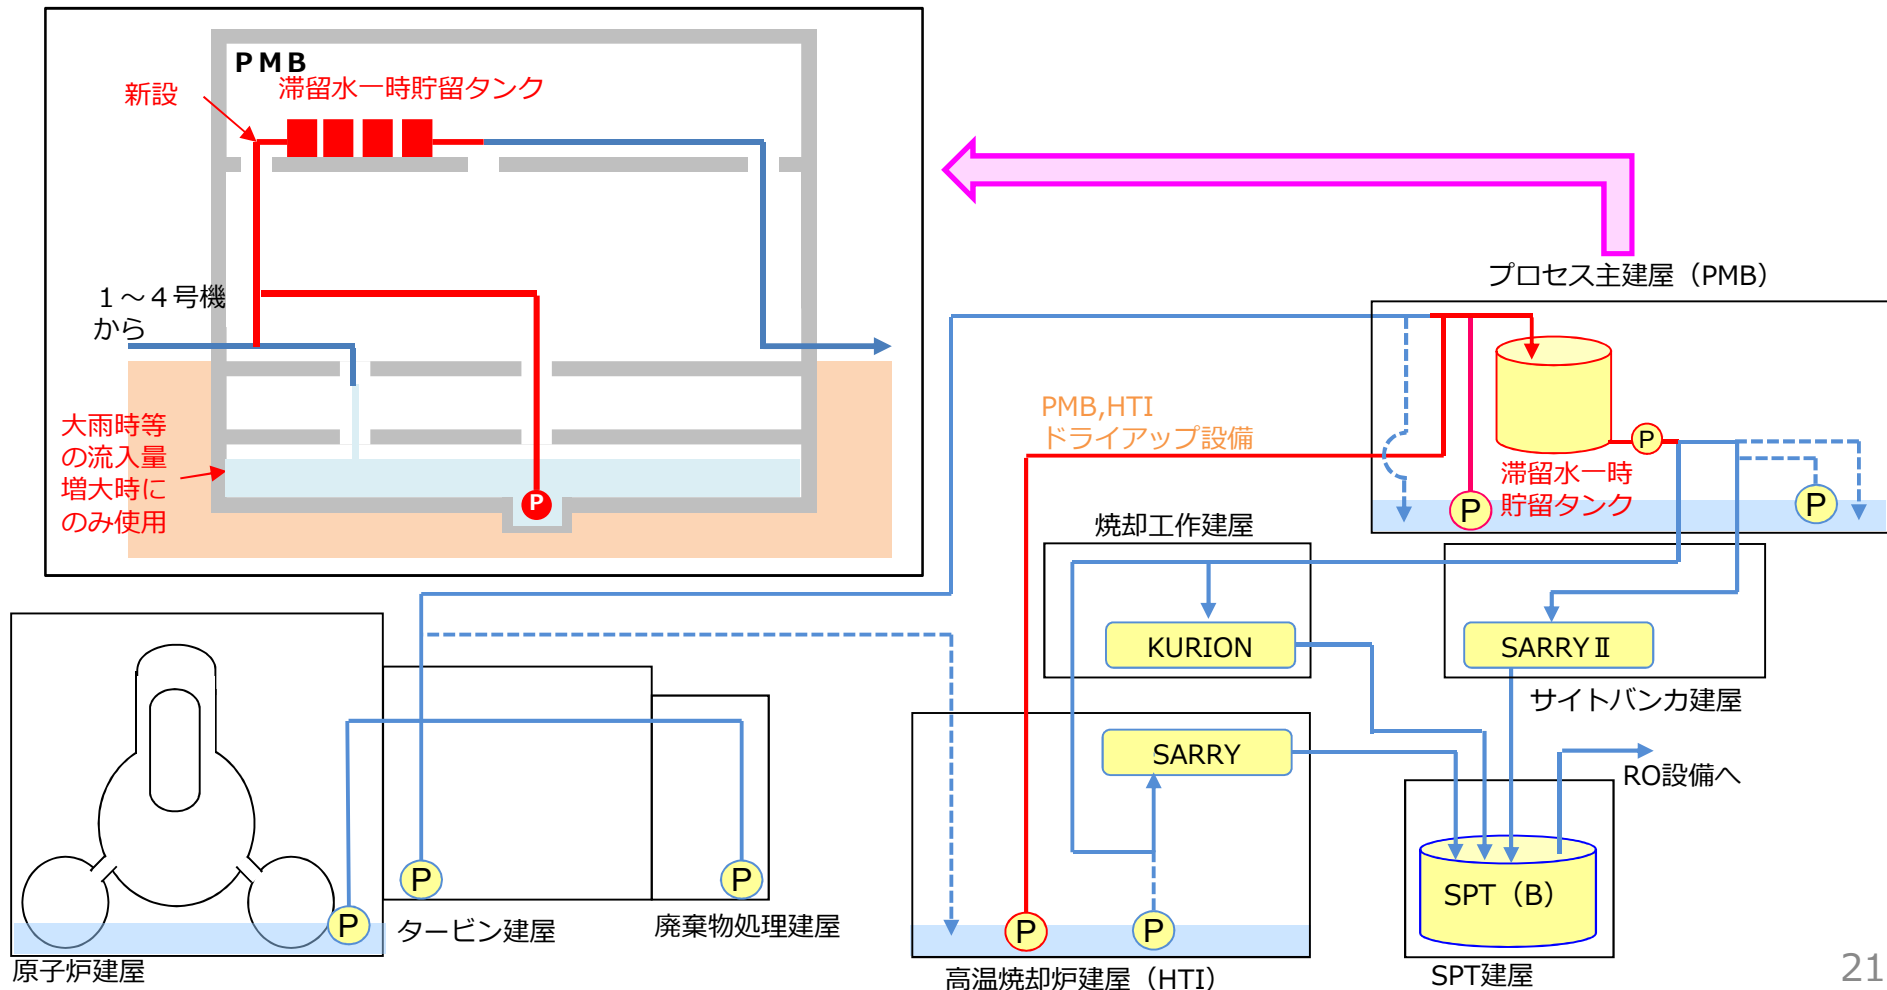 PMB
新設
滞留水一時貯留タンク
１～４号機
から
大雨時等
の流入量
増大時に
のみ使用
P
プロセス主建屋（PMB）
PMB,HTI
ドライアップ設備
P
滞留水一時
貯留タンク
P
P
焼却工作建屋
KURION
SARRYⅡ
サイトバンカ建屋
SARRY
RO設備へ
P
P
P
P
P
SPT（B）
原子炉建屋
タービン建屋
廃棄物処理建屋
高温焼却炉建屋（HTI）
SPT建屋
21